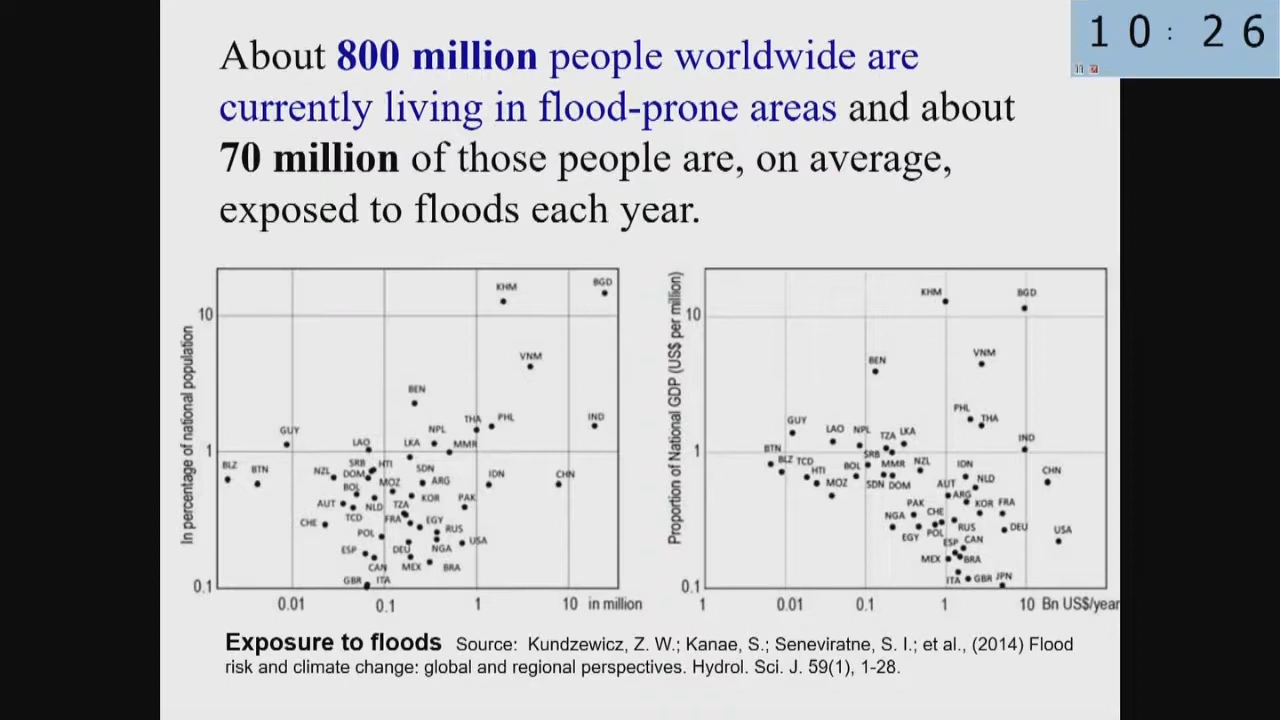 10:26
About 800 million people worldwide are
currently living in flood-prone areas and about
70 million of those people are, on average,
exposed to floods each year.
In percentage of national population
10
1
0.1
0.01
0.1
1
10 in million
KHM
BGD
VNM
BEN
THA
PHL
IND
GUY
NPL
LAO
LKA
MMR
BLZ
BTN
NZL
SRB
HTI
DOM
SDN
IDN
CHN
BOL
MOZ
ARG
AUT
NLD
TZA
KOR
PAK
CHE
TCD
FRA
EGY
RUS
POL
USA
ESP
DEU
NGA
CAN
MEX
BRA
GBR
ITA
Proportion of National GDP (US$ per million)
10
1
0.1
1
0.01
0.1
1
10 Bn US$/year
KHM
BGD
BEN
VNM
PHL
THA
GUY
LAO
NPL
TZA
LKA
IND
BTN
BLZ
TCD
SRB
HTI
BOL
MMR
NZL
IDN
CHN
MOZ
SDN
DOM
AUT
NLD
ARG
PAK
KOR
FRA
NGA
CHE
RUS
DEU
USA
EGY
POL
ESP
CAN
MEX
BRA
ITA
GBR
JPN
Exposure to floods Source: Kundzewicz, Z. W.; Kanae, S.; Seneviratne, S. I.; et al., (2014) Flood
risk and climate change: global and regional perspectives. Hydrol. Sci. J. 59(1), 1-28.